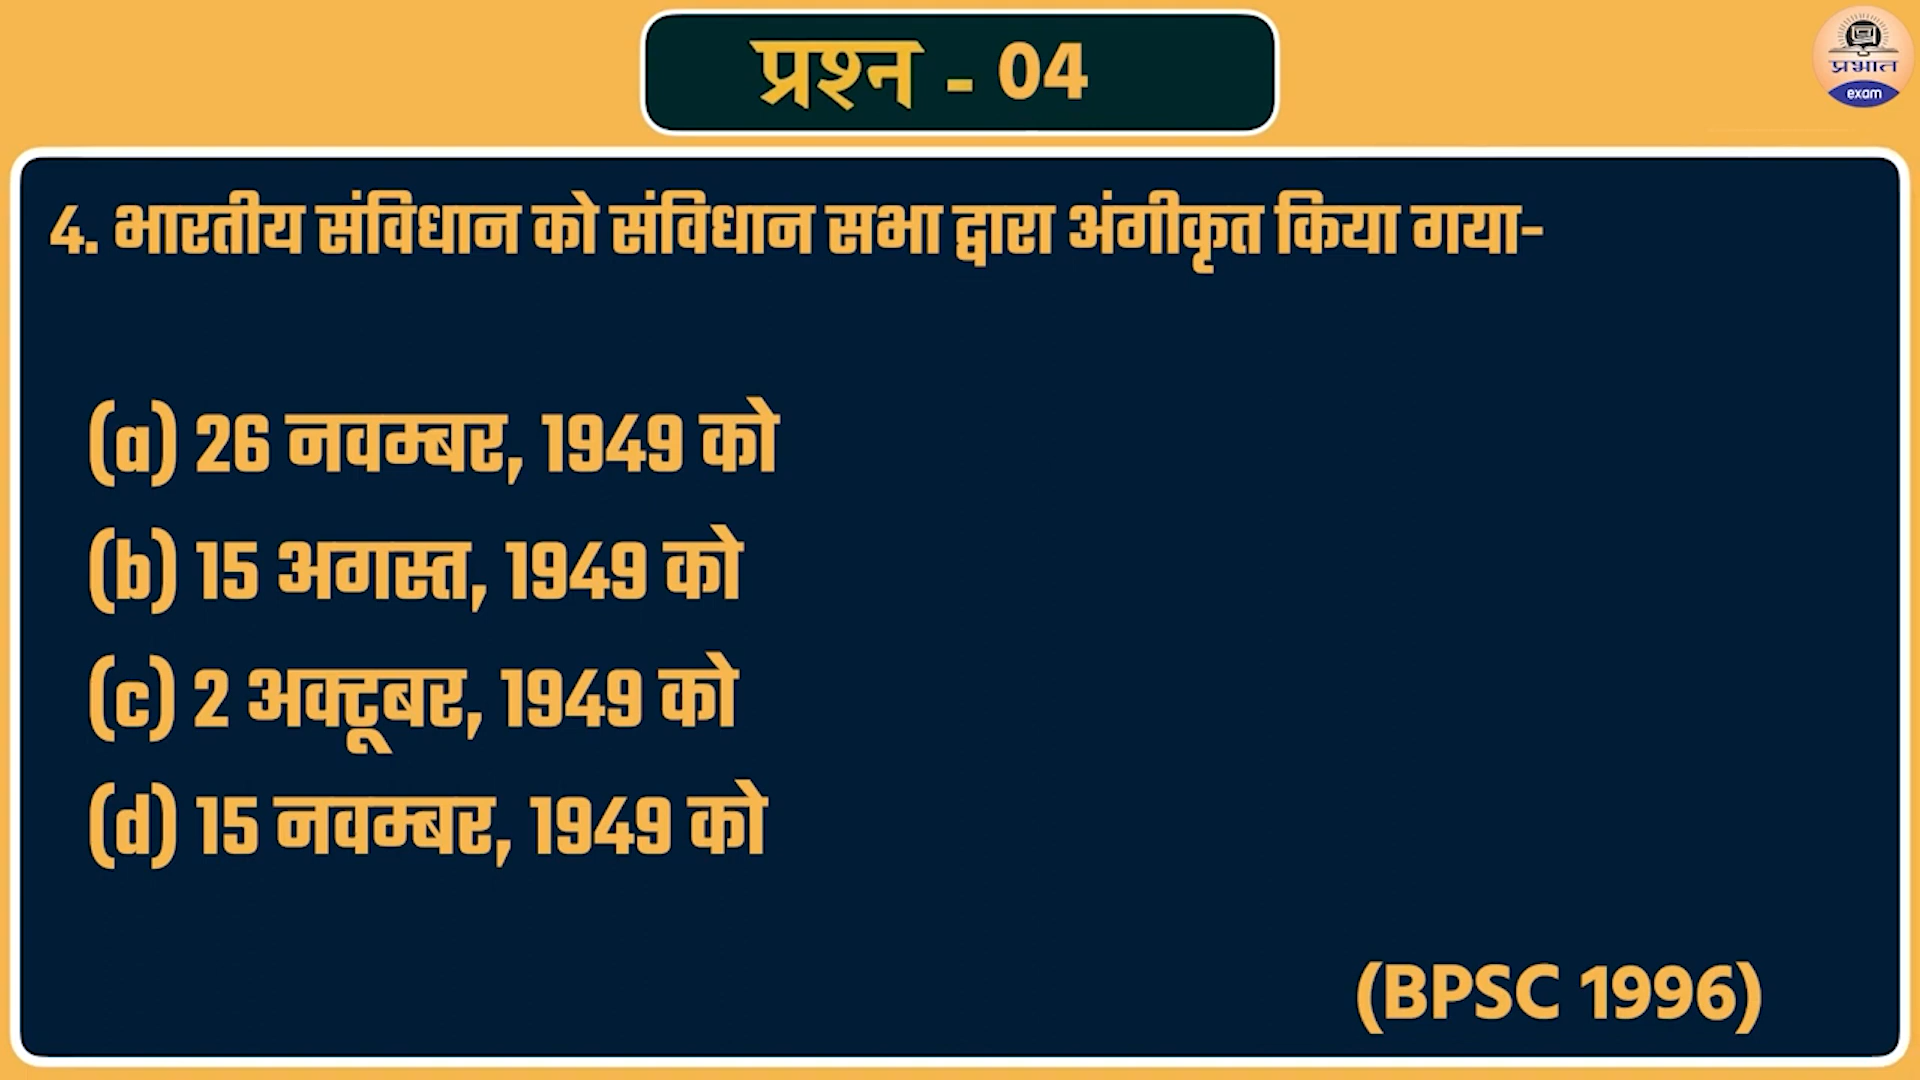 प्रश्न - 04
प्रभात
exam
4. भारतीय संविधान को संविधान सभा द्वारा अंगीकृत किया गया-
(a) 26 नवम्बर, 1949 को
(b) 15 अगस्त, 1949 को
(c) 2 अक्टूबर, 1949 को
(d) 15 नवम्बर, 1949 को
(BPSC 1996)